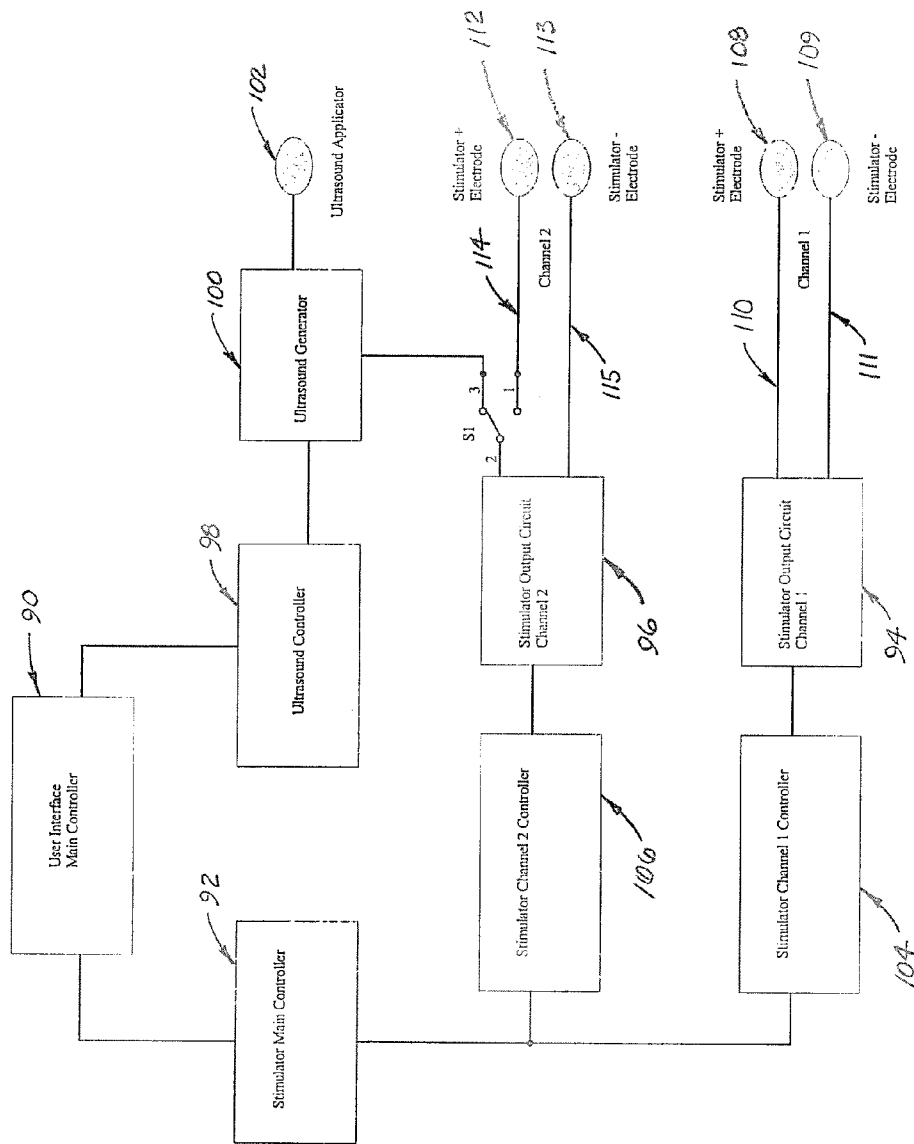 90
User Interface
Main Controller
92
Stimulator Main Controller
98
Ultrasound Controller
100
Ultrasound Generator
102
Ultrasound Applicator
106
Stimulator Channel 2 Controller
96
Stimulator Output Circuit
Channel 2
S1
2
3
1
114
115
Channel 2
Stimulator +
Electrode
112
113
Stimulator -
Electrode
104
Stimulator Channel 1 Controller
94
Stimulator Output Circuit
Channel 1
110
111
Channel 1
Stimulator +
Electrode
108
109
Stimulator -
Electrode